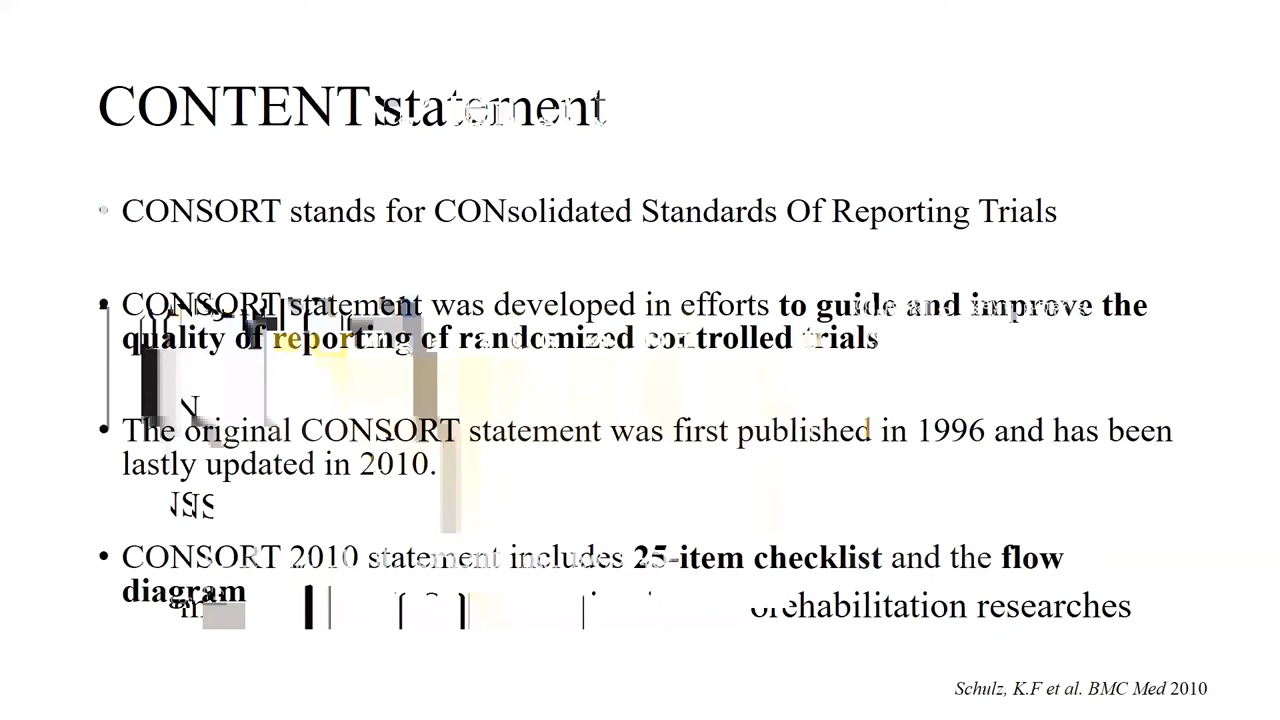 CONTENT statement
• CONSORT stands for CONsolidated Standards Of Reporting Trials
• CONSORT statement was developed in efforts to guide and improve the
quality of reporting of randomized controlled trials
• The original CONSORT statement was first published in 1996 and has been
lastly updated in 2010.
• CONSORT 2010 statement includes 25-item checklist and the flow
diagram
researches
Schulz, K.F et al. BMC Med 2010